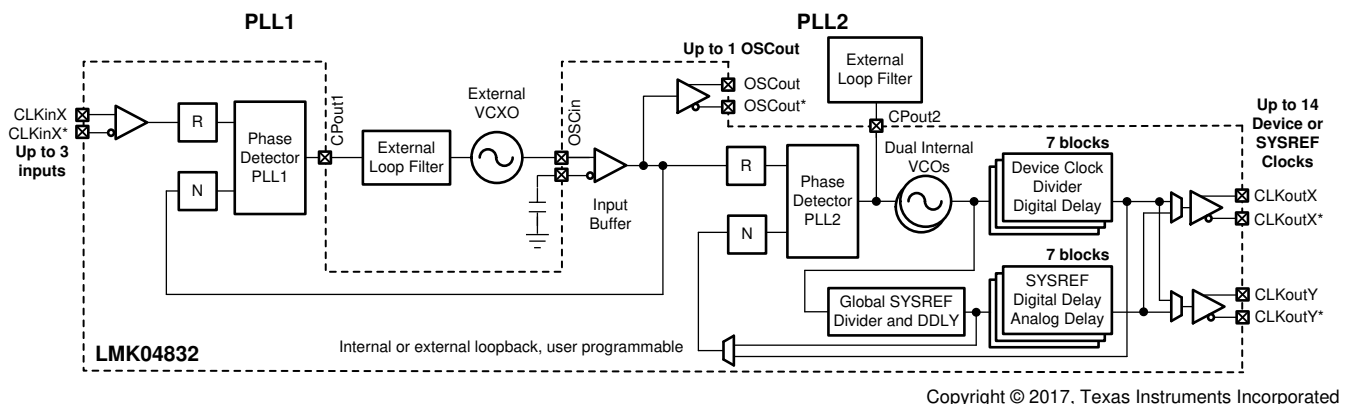 PLL1
PLL2
Up to 1 OSCout
OSCout
OSCout*
External
Loop Filter
CPout2
Up to 14
Device or
SYSREF
Clocks
CLKinX
CLKinX*
Up to 3
inputs
R
N
Phase
Detector
PLL1
CPout1
External
Loop Filter
External
VCXO
OSCin
Input
Buffer
R
N
Phase
Detector
PLL2
Dual Internal
VCOs
7 blocks
Device Clock
Divider
Digital Delay
CLKoutX
CLKoutX*
7 blocks
SYSREF
Digital Delay
Analog Delay
Global SYSREF
Divider and DDLY
CLKoutY
CLKoutY*
LMK04832
Internal or external loopback, user programmable
Copyright © 2017, Texas Instruments Incorporated